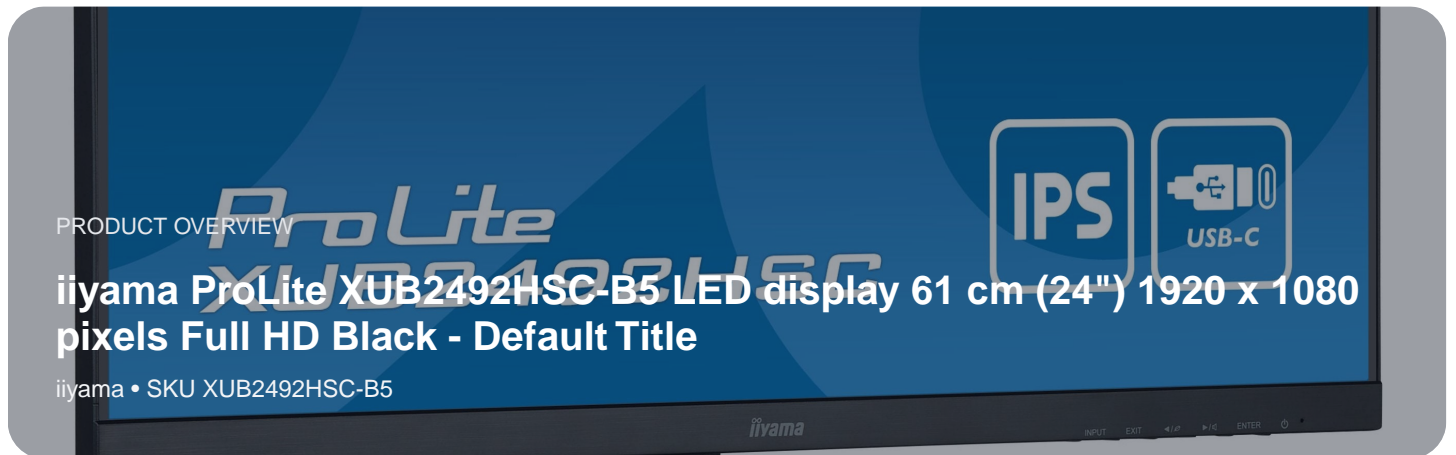 ProLite
XUB2492HSC
IPS
USB-C
PRODUCT OVERVIEW
iiyama ProLite XUB2492HSC-B5 LED display 61 cm (24") 1920 x 1080
pixels Full HD Black - Default Title
iiyama • SKU XUB2492HSC-B5
iiyama
INPUT EXIT ENTER